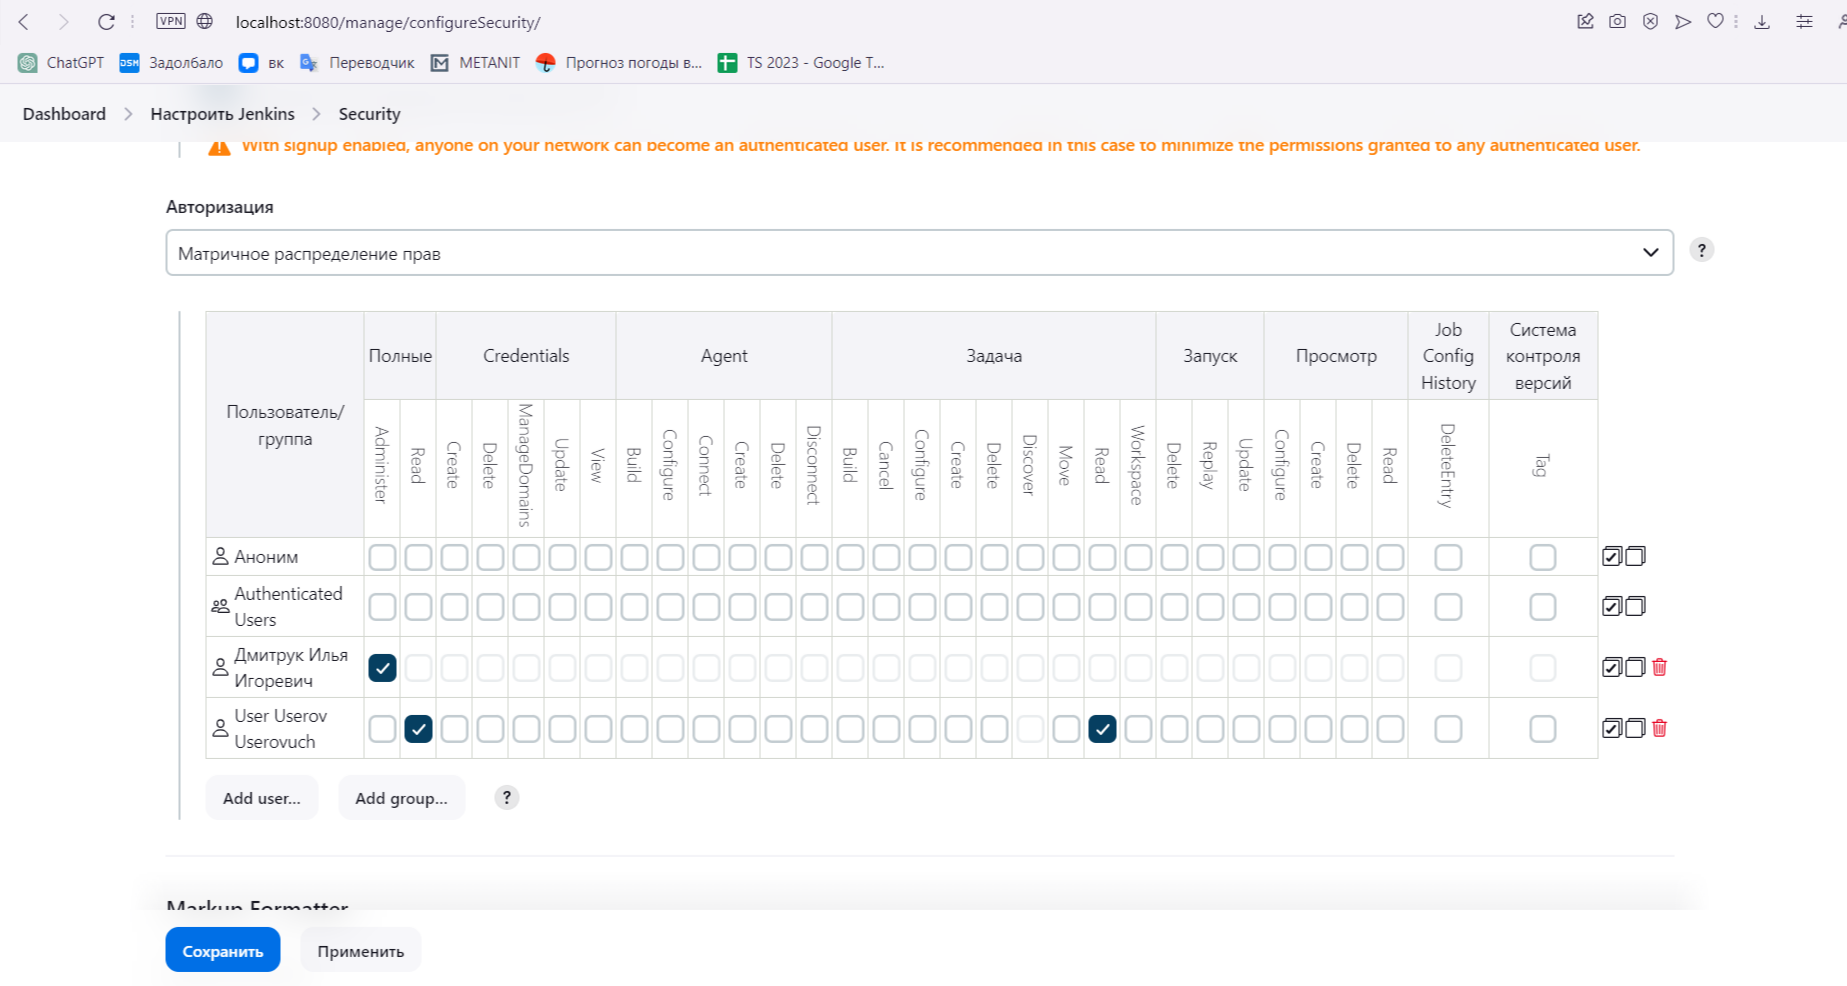 VPN
localhost:8080/manage/configureSecurity/
ChatGPT
DSM
Задолбало
вк
Переводчик
METANIT
Прогноз погоды в...
TS 2023 - Google T...
Dashboard
Настроить Jenkins
Security
With signup enabled, anyone on your network can become an authenticated user. It is recommended in this case to minimize the permissions granted to any authenticated user.
Авторизация
Матричное распределение прав
?
Пользователь/
группа
Полные
Credentials
Agent
Задача
Запуск
Просмотр
Job
Config
History
Система
контроля
версий
Administer
Read
Create
Delete
ManageDomains
Update
View
Build
Configure
Connect
Create
Delete
Disconnect
Build
Cancel
Configure
Create
Delete
Discover
Move
Read
Workspace
Delete
Replay
Update
Configure
Create
Delete
Read
DeleteEntry
Tag
Аноним
Authenticated
Users
Дмитрук Илья
Игоревич
User Userov
Userovuch
Add user...
Add group...
?
Markup Formatter
Сохранить
Применить